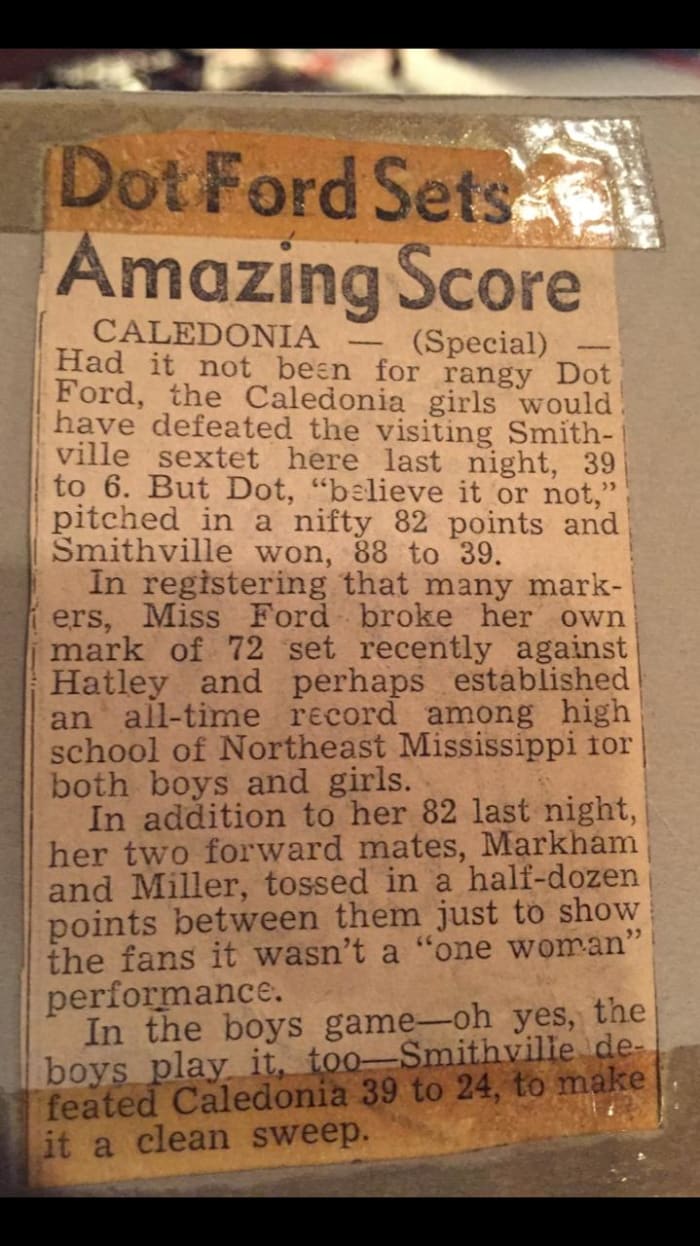 Dot Ford Sets
Amazing Score
CALEDONIA — (Special) —
Had it not been for rangy Dot
Ford, the Caledonia girls would
have defeated the visiting Smith-
ville sextet here last night, 39
to 6. But Dot, “believe it or not,”
pitched in a nifty 82 points and
Smithville won, 88 to 39.
In registering that many mark-
ers, Miss Ford broke her own
mark of 72 set recently against
Hatley and perhaps established
an all-time record among high
school of Northeast Mississippi for
both boys and girls.
In addition to her 82 last night,
her two forward mates, Markham
and Miller, tossed in a half-dozen
points between them just to show
the fans it wasn’t a “one woman”
performance.
In the boys game—oh yes, the
boys play it, too—Smithville de-
feated Caledonia 39 to 24, to make
it a clean sweep.